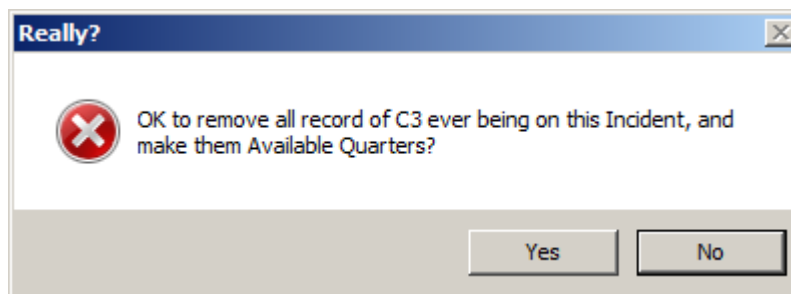 Really?
OK to remove all record of C3 ever being on this Incident, and
make them Available Quarters?
Yes No